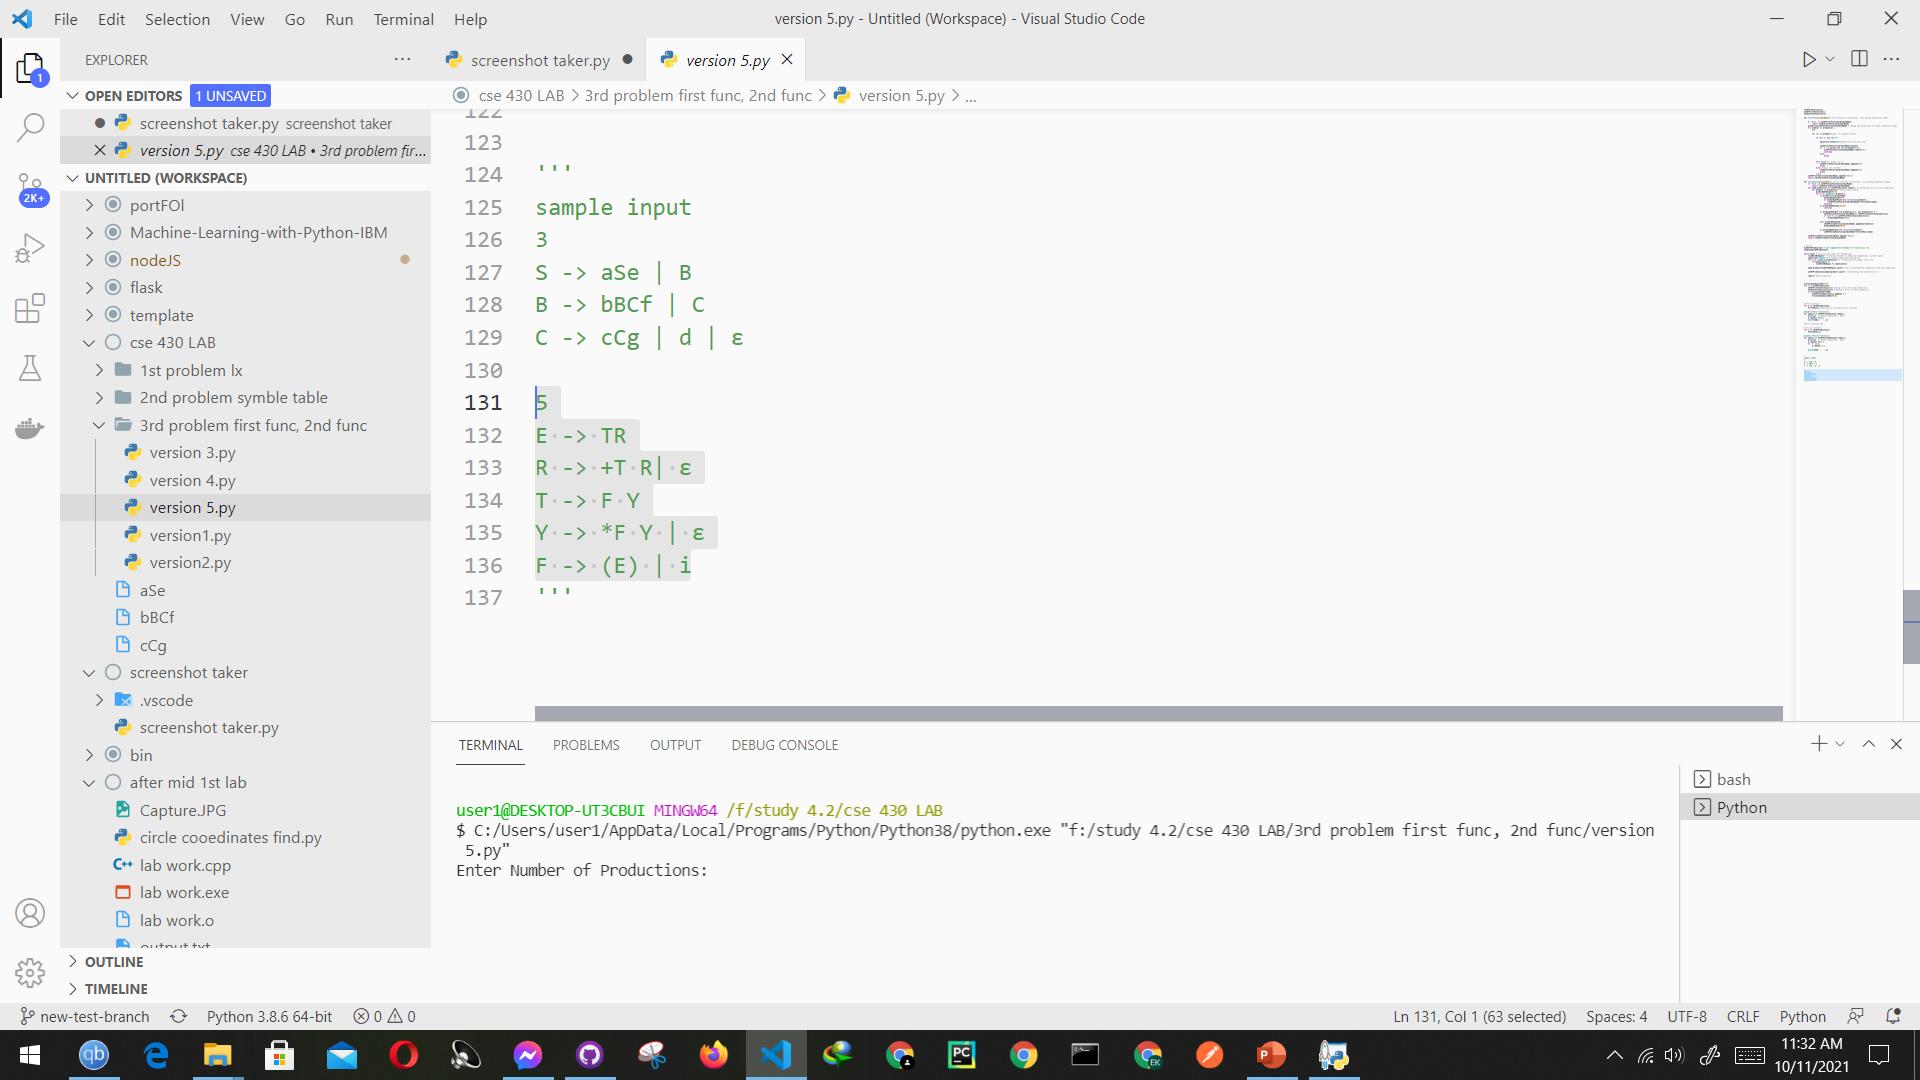 File Edit Selection View Go Run Terminal Help
version 5.py - Untitled (Workspace) - Visual Studio Code
EXPLORER
screenshot taker.py
version 5.py
OPEN EDITORS 1 UNSAVED
screenshot taker.py screenshot taker
version 5.py cse 430 LAB • 3rd problem fir...
UNTITLED (WORKSPACE)
portFOl
Machine-Learning-with-Python-IBM
nodeJS
flask
template
cse 430 LAB
1st problem lx
2nd problem symble table
3rd problem first func, 2nd func
version 3.py
version 4.py
version 5.py
version1.py
version2.py
aSe
bBCf
cCg
screenshot taker
.vscode
screenshot taker.py
bin
after mid 1st lab
Capture.JPG
circle cooedinates find.py
lab work.cpp
lab work.exe
lab work.o
output.txt
OUTLINE
TIMELINE
1
2K+
cse 430 LAB > 3rd problem first func, 2nd func > version 5.py > ...
122
123
124 '''
125 sample input
126 3
127 S -> aSe | B
128 B -> bBCf | C
129 C -> cCg | d | ε
130
131 5
132 E -> TR
133 R -> +T R| ε
134 T -> F Y
135 Y -> *F Y | ε
136 F -> (E) | i
137 '''
TERMINAL PROBLEMS OUTPUT DEBUG CONSOLE
user1@DESKTOP-UT3CBUI MINGW64 /f/study 4.2/cse 430 LAB
$ C:/Users/user1/AppData/Local/Programs/Python/Python38/python.exe "f:/study 4.2/cse 430 LAB/3rd problem first func, 2nd func/version
5.py"
Enter Number of Productions:
bash
Python
new-test-branch Python 3.8.6 64-bit 0 0
Ln 131, Col 1 (63 selected) Spaces: 4 UTF-8 CRLF Python
qb
PC
EK
P
11:32 AM
10/11/2021